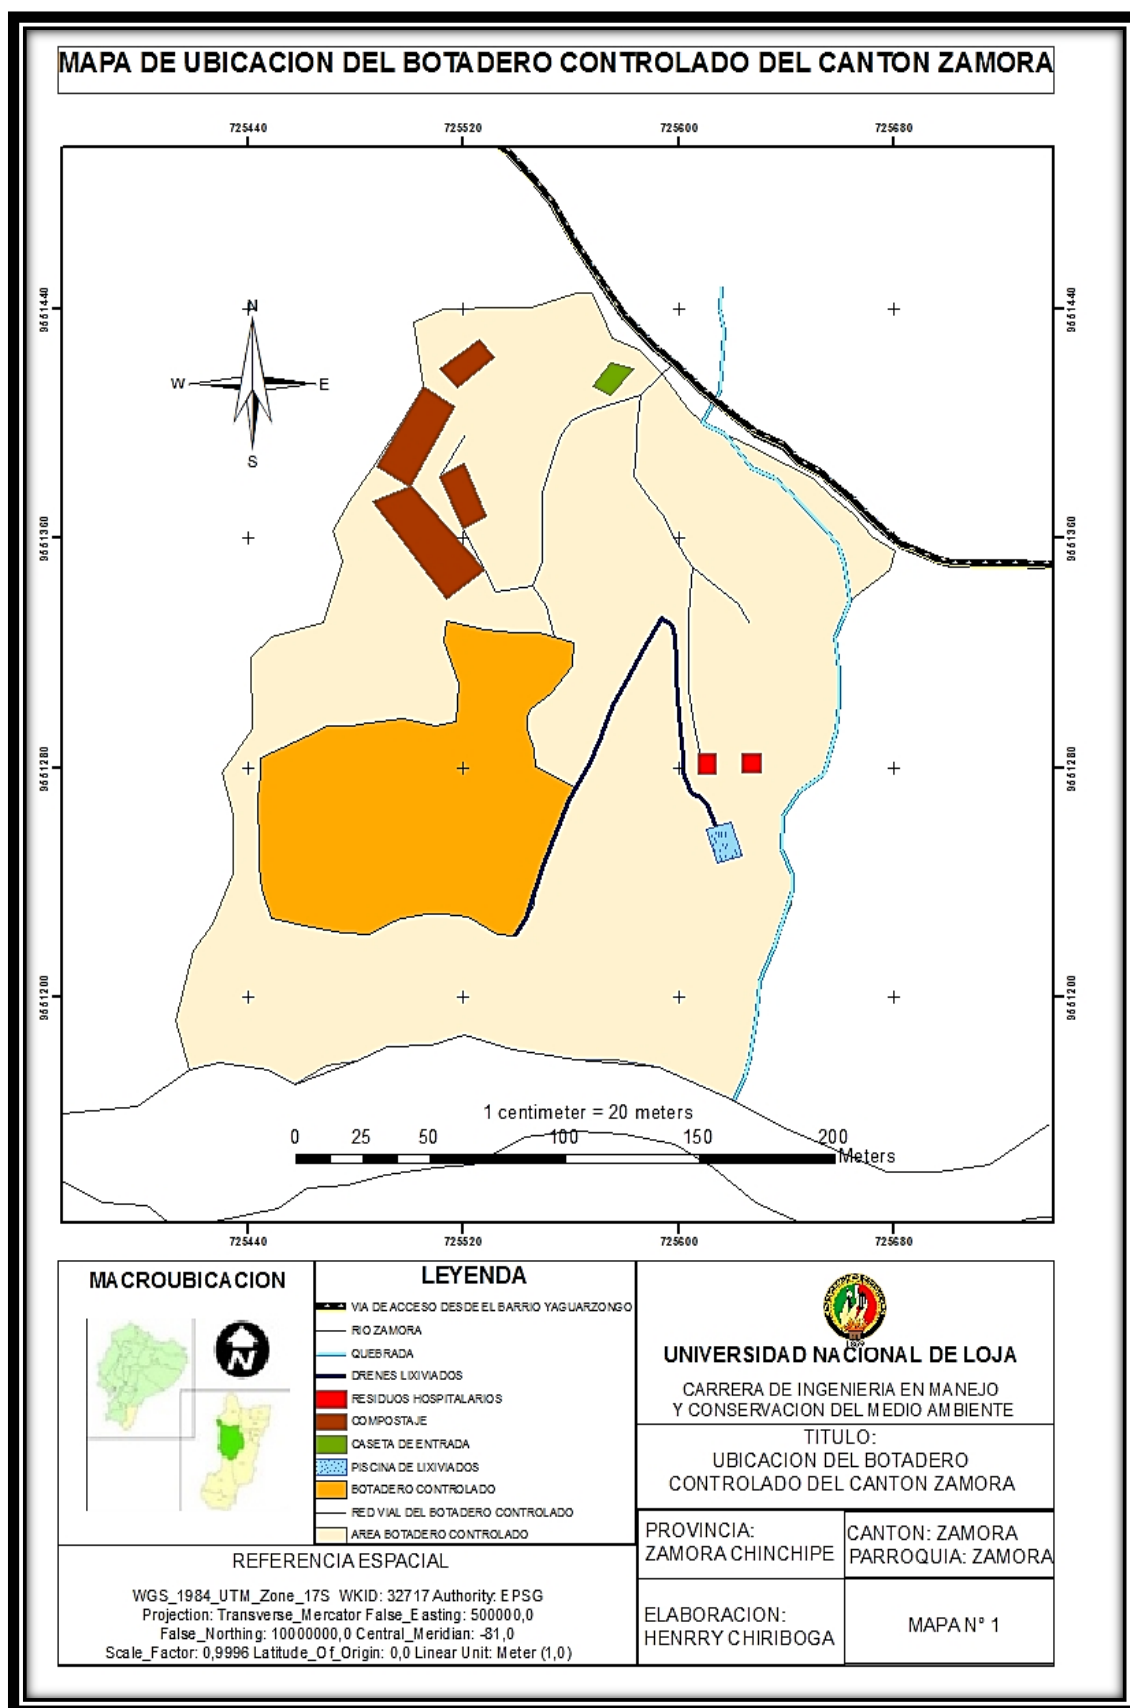 MAPA DE UBICACION DEL BOTADERO CONTROLADO DEL CANTON ZAMORA
725440 725520 725600 725680
9551440 9551440
N
W E
S
9551360 9551360
9551280 9551280
9551200 9551200
1 centimeter = 20 meters
0 25 50 100 150 200
Meters
725440 725520 725600 725680
MACROUBICACION
N
LEYENDA
VIA DE ACCESO DESDE EL BARRIO YAGUARZONGO
RIO ZAMORA
QUEBRADA
DRENES LIXIVIADOS
RESIDUOS HOSPITALARIOS
COMPOSTAJE
CASETA DE ENTRADA
PISCINA DE LIXIVIADOS
BOTADERO CONTROLADO
RED VIAL DEL BOTADERO CONTROLADO
AREA BOTADERO CONTROLADO
REFERENCIA ESPACIAL
WGS_1984_UTM_Zone_17S WKID: 32717 Authority: EPSG
Projection: Transverse_Mercator False_Easting: 500000,0
False_Northing: 10000000,0 Central_Meridian: -81,0
Scale_Factor: 0,9996 Latitude_Of_Origin: 0,0 Linear Unit: Meter (1,0)
1859
UNIVERSIDAD NACIONAL DE LOJA
CARRERA DE INGENIERIA EN MANEJO
Y CONSERVACION DEL MEDIO AMBIENTE
TITULO:
UBICACION DEL BOTADERO
CONTROLADO DEL CANTON ZAMORA
PROVINCIA:
ZAMORA CHINCHIPE
CANTON: ZAMORA
PARROQUIA: ZAMORA
ELABORACION:
HENRRY CHIRIBOGA
MAPA N° 1